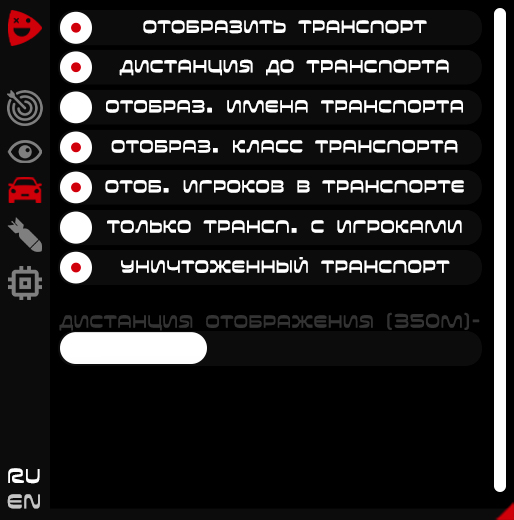 ОТОБРАЗИТЬ ТРАНСПОРТ
ДИСТАНЦИЯ ДО ТРАНСПОРТА
ОТОБРАЗ. ИМЕНА ТРАНСПОРТА
ОТОБРАЗ. КЛАСС ТРАНСПОРТА
ОТОБ. ИГРОКОВ В ТРАНСПОРТЕ
ТОЛЬКО ТРАНСП. С ИГРОКАМИ
УНИЧТОЖЕННЫЙ ТРАНСПОРТ
ДИСТАНЦИЯ ОТОБРАЖЕНИЯ (350М)-
RU
EN